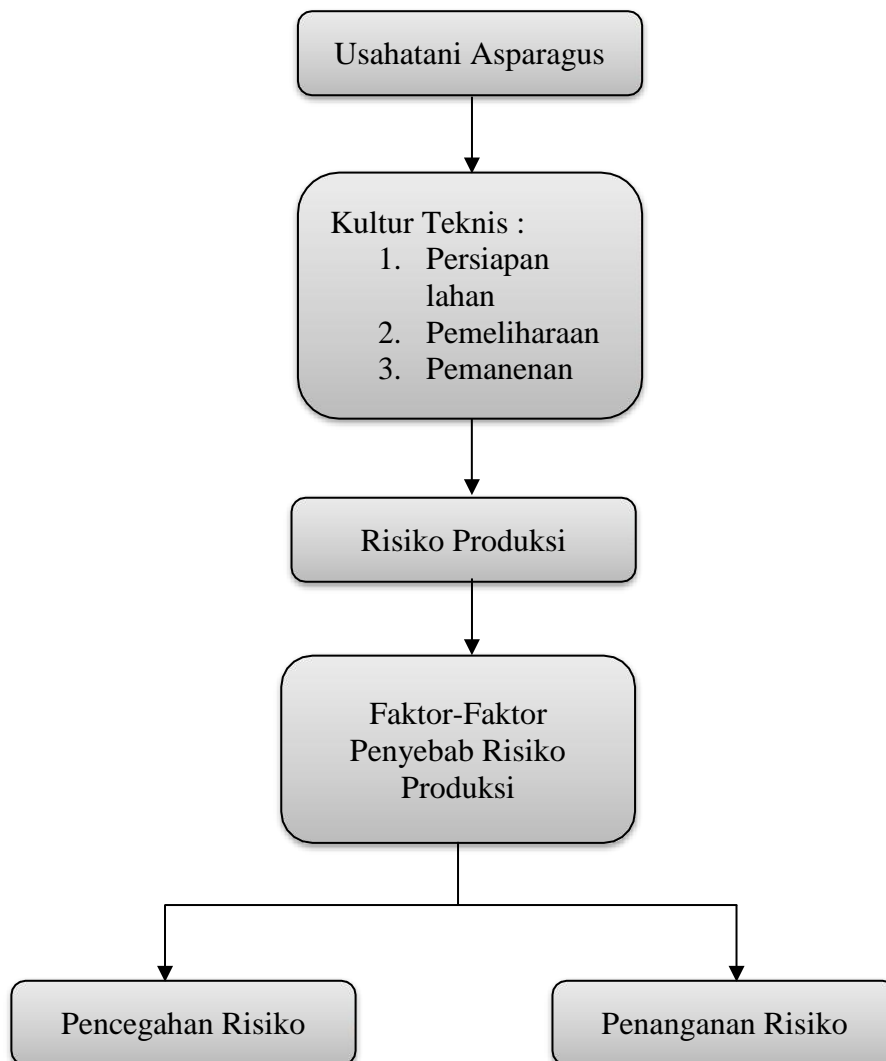 Usahatani Asparagus
Kultur Teknis :
1. Persiapan
lahan
2. Pemeliharaan
3. Pemanenan
Risiko Produksi
Faktor-Faktor
Penyebab Risiko
Produksi
Pencegahan Risiko
Penanganan Risiko